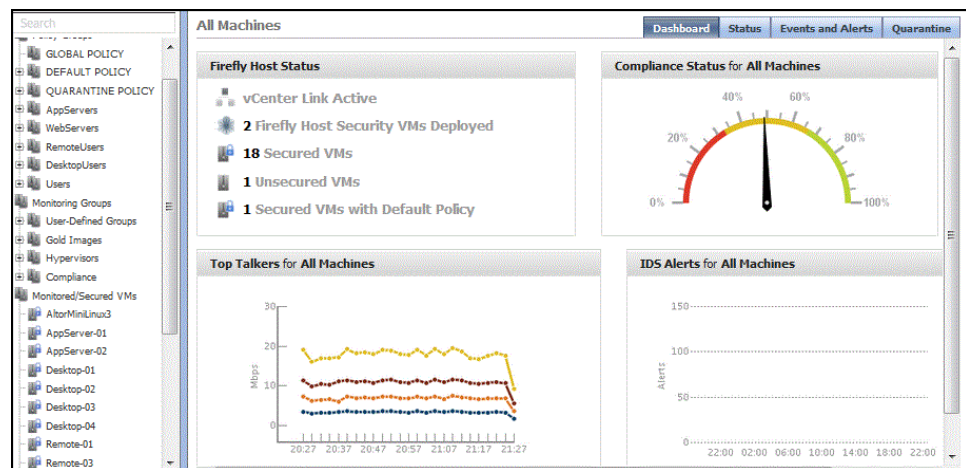 Search
Policy Groups
GLOBAL POLICY
DEFAULT POLICY
QUARANTINE POLICY
AppServers
WebServers
RemoteUsers
DesktopUsers
Users
Monitoring Groups
User-Defined Groups
Gold Images
Hypervisors
Compliance
Monitored/Secured VMs
AltorMiniLinux3
AppServer-01
AppServer-02
Desktop-01
Desktop-02
Desktop-03
Desktop-04
Remote-01
Remote-03
All Machines
Dashboard Status Events and Alerts Quarantine
Firefly Host Status
vCenter Link Active
2 Firefly Host Security VMs Deployed
18 Secured VMs
1 Unsecured VMs
1 Secured VMs with Default Policy
Compliance Status for All Machines
40% 60%
20% 80%
0% 100%
Top Talkers for All Machines
30
20
10
0
Mbps
20:27 20:37 20:47 20:57 21:07 21:17 21:27
IDS Alerts for All Machines
150
100
50
0
Alerts
22:00 02:00 06:00 10:00 14:00 18:00 22:00